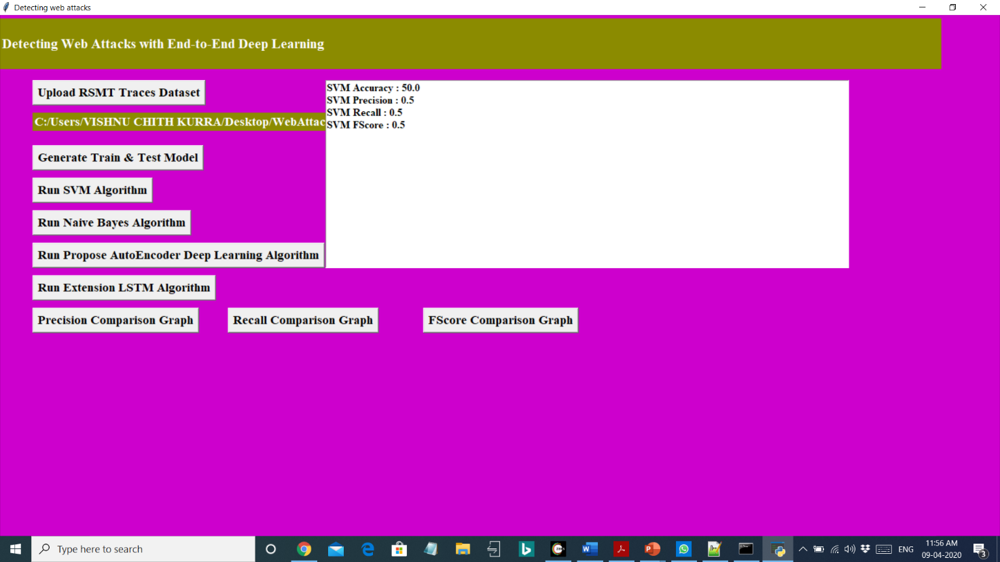 Detecting web attacks
Detecting Web Attacks with End-to-End Deep Learning
Upload RSMT Traces Dataset
C:/Users/VISHNU CHITH KURRA/Desktop/WebAttac
SVM Accuracy : 50.0
SVM Precision : 0.5
SVM Recall : 0.5
SVM FScore : 0.5
Generate Train & Test Model
Run SVM Algorithm
Run Naive Bayes Algorithm
Run Propose AutoEncoder Deep Learning Algorithm
Run Extension LSTM Algorithm
Precision Comparison Graph
Recall Comparison Graph
FScore Comparison Graph
Type here to search
ENG
11:56 AM
09-04-2020
3